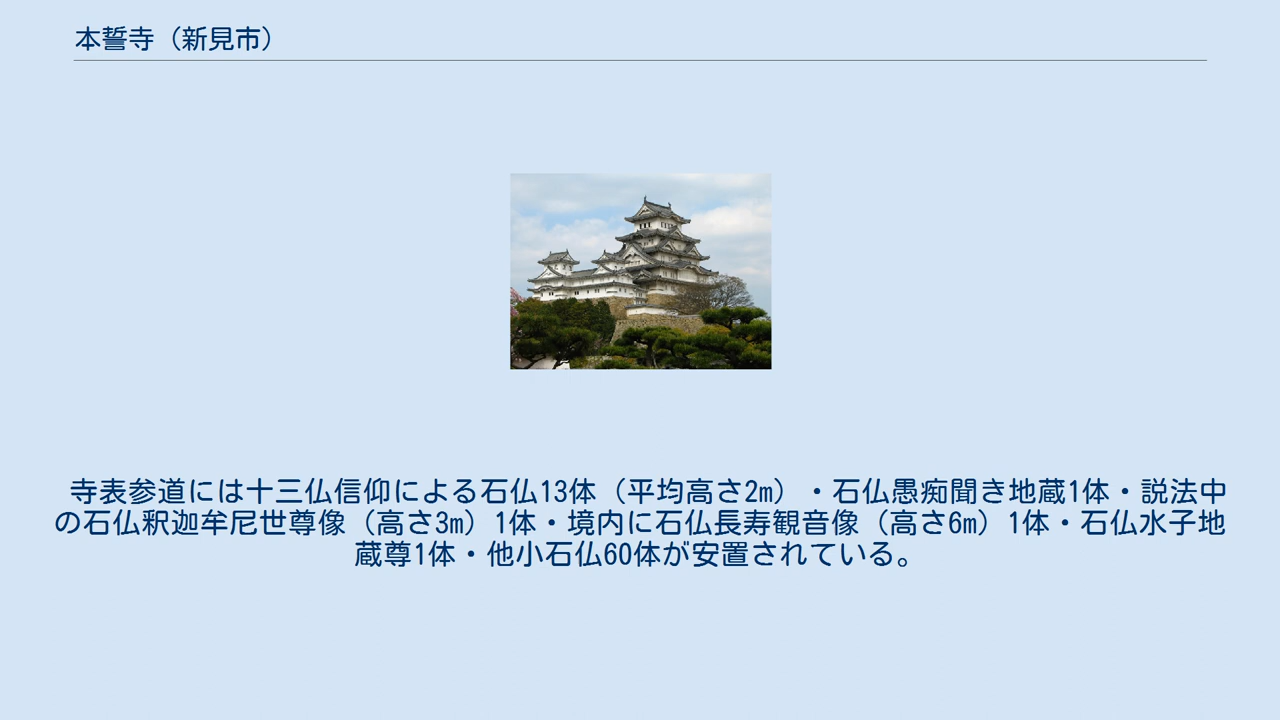 本誓寺（新見市）
寺表参道には十三仏信仰による石仏13体（平均高さ2m）・石仏愚痴聞き地蔵1体・説法中
の石仏釈迦牟尼世尊像（高さ3m）1体・境内に石仏長寿観音像（高さ6m）1体・石仏水子地
蔵尊1体・他小石仏60体が安置されている。